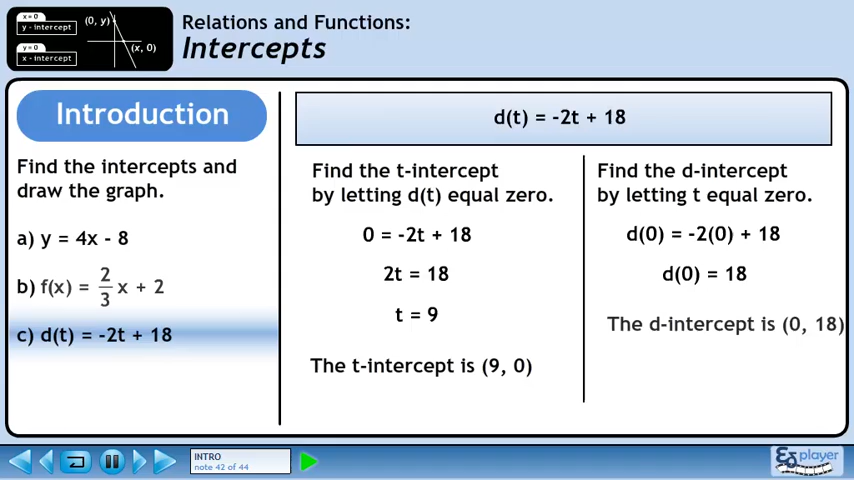 x = 0
y - intercept
(0, y)
y = 0
x - intercept
(x, 0)
Relations and Functions:
Intercepts
Introduction
Find the intercepts and
draw the graph.
a) y = 4x - 8
b) f(x) = 2/3 x + 2
c) d(t) = -2t + 18
d(t) = -2t + 18
Find the t-intercept
by letting d(t) equal zero.
0 = -2t + 18
2t = 18
t = 9
The t-intercept is (9, 0)
Find the d-intercept
by letting t equal zero.
d(0) = -2(0) + 18
d(0) = 18
The d-intercept is (0, 18)
INTRO
note 42 of 44
player